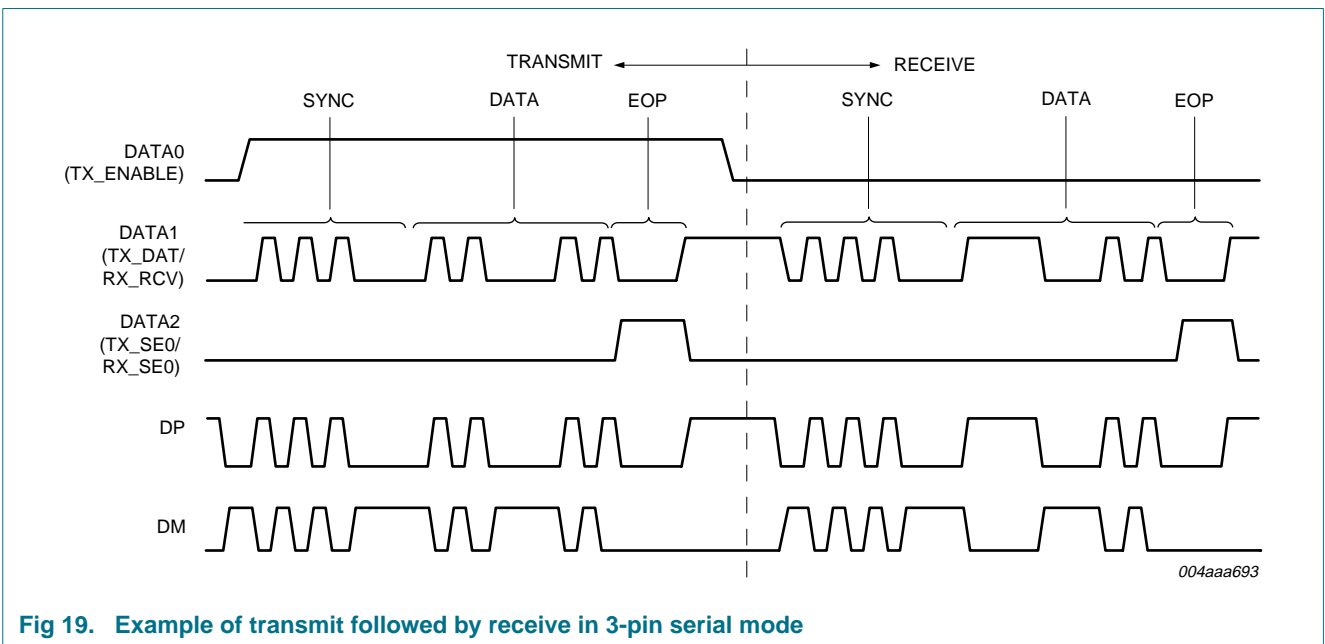 TRANSMIT
RECEIVE
SYNC
DATA
EOP
SYNC
DATA
EOP
DATA0
(TX_ENABLE)
DATA1
(TX_DAT/
RX_RCV)
DATA2
(TX_SE0/
RX_SE0)
DP
DM
004aaa693
Fig 19. Example of transmit followed by receive in 3-pin serial mode